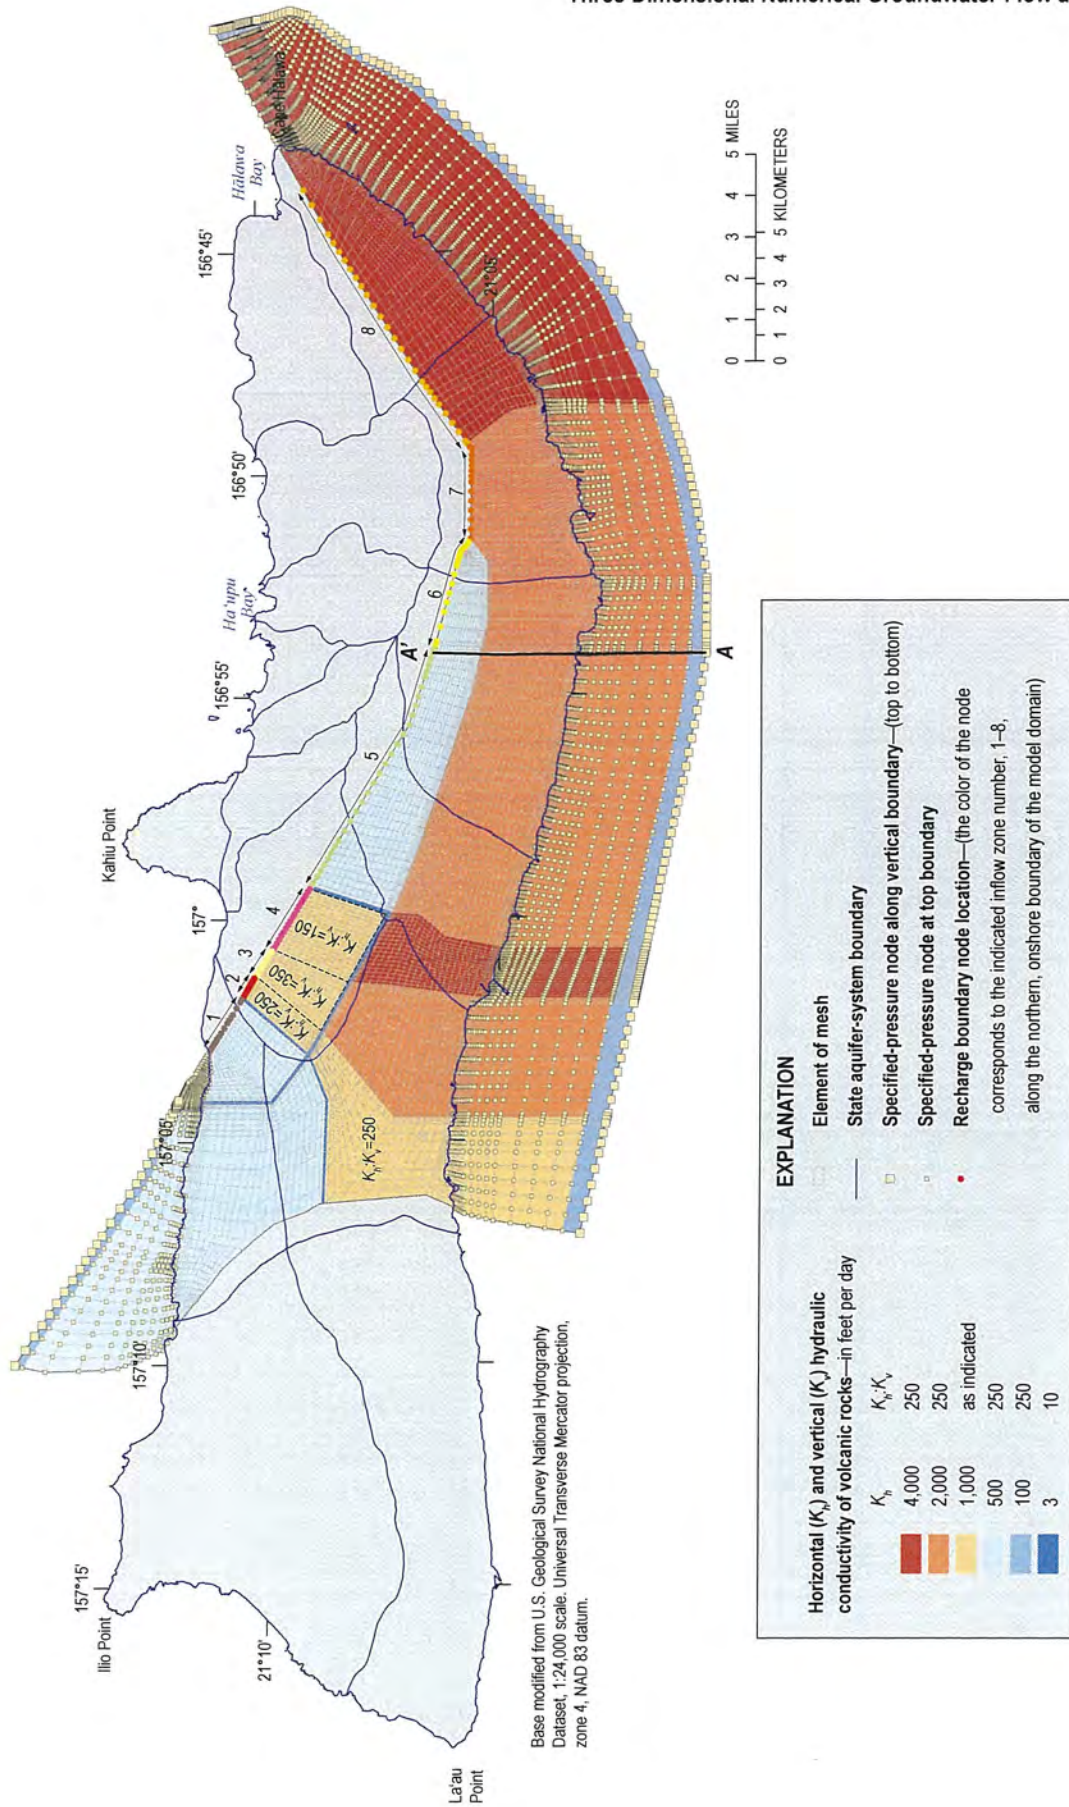 Three-Dimensional Numerical Groundwater Flow a
Ilio Point
157°15'
21°10'
La'au
Point
157°10'
157°05'
157°
Kahiu Point
156°55'
Ha'upu
Bay
156°50'
156°45'
Hālawa
Bay
Cape Hālawa
21°05'
1
2
3
4
5
6
7
8
A'
A
Kh:Kv=250
Kh:Kv=350
Kh:Kv=150
Kh:Kv=250
0 1 2 3 4 5 MILES
0 1 2 3 4 5 KILOMETERS
Base modified from U.S. Geological Survey National Hydrography
Dataset, 1:24,000 scale. Universal Transverse Mercator projection,
zone 4, NAD 83 datum.
EXPLANATION
Horizontal (Kh) and vertical (Kv) hydraulic
conductivity of volcanic rocks—in feet per day
Kh Kh:Kv
4,000 250
2,000 250
1,000 as indicated
500 250
100 250
3 10
Element of mesh
State aquifer-system boundary
Specified-pressure node along vertical boundary—(top to bottom)
Specified-pressure node at top boundary
Recharge boundary node location—(the color of the node
corresponds to the indicated inflow zone number, 1–8,
along the northern, onshore boundary of the model domain)